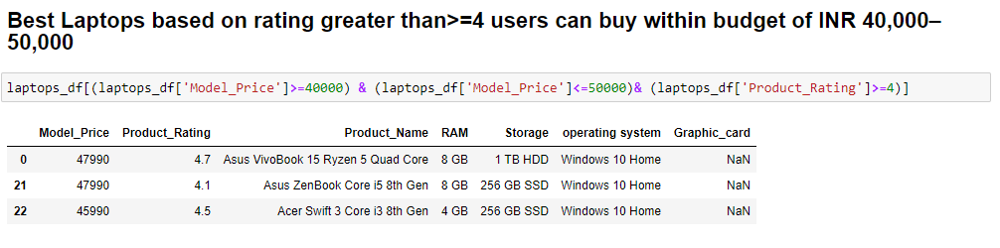 Best Laptops based on rating greater than>=4 users can buy within budget of INR 40,000–
50,000
laptops_df[(laptops_df['Model_Price']>=40000) & (laptops_df['Model_Price']<=50000)& (laptops_df['Product_Rating']>=4)]
Model_Price Product_Rating Product_Name RAM Storage operating system Graphic_card
0 47990 4.7 Asus VivoBook 15 Ryzen 5 Quad Core 8 GB 1 TB HDD Windows 10 Home NaN
21 47990 4.1 Asus ZenBook Core i5 8th Gen 8 GB 256 GB SSD Windows 10 Home NaN
22 45990 4.5 Acer Swift 3 Core i3 8th Gen 4 GB 256 GB SSD Windows 10 Home NaN